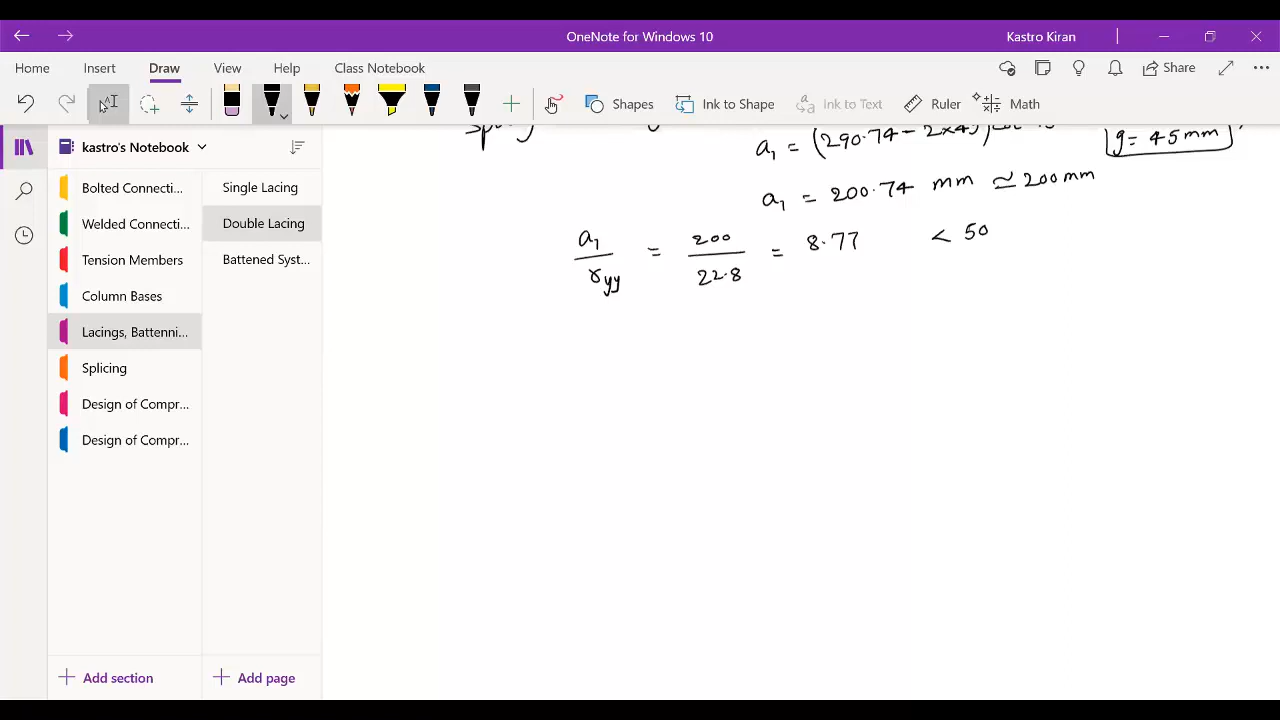 OneNote for Windows 10
Kastro Kiran
Home Insert Draw View Help Class Notebook Share
Shapes Ink to Shape Ink to Text Ruler Math
kastro's Notebook
Bolted Connecti...
Welded Connecti...
Tension Members
Column Bases
Lacings, Battenni...
Splicing
Design of Compr...
Design of Compr...
Single Lacing
Double Lacing
Battened Syst...
Add section
Add page
g = 45 mm
a₁ = 200.74 mm ≃ 200 mm
a₁ / r_yy = 200 / 22.8 = 8.77 < 50